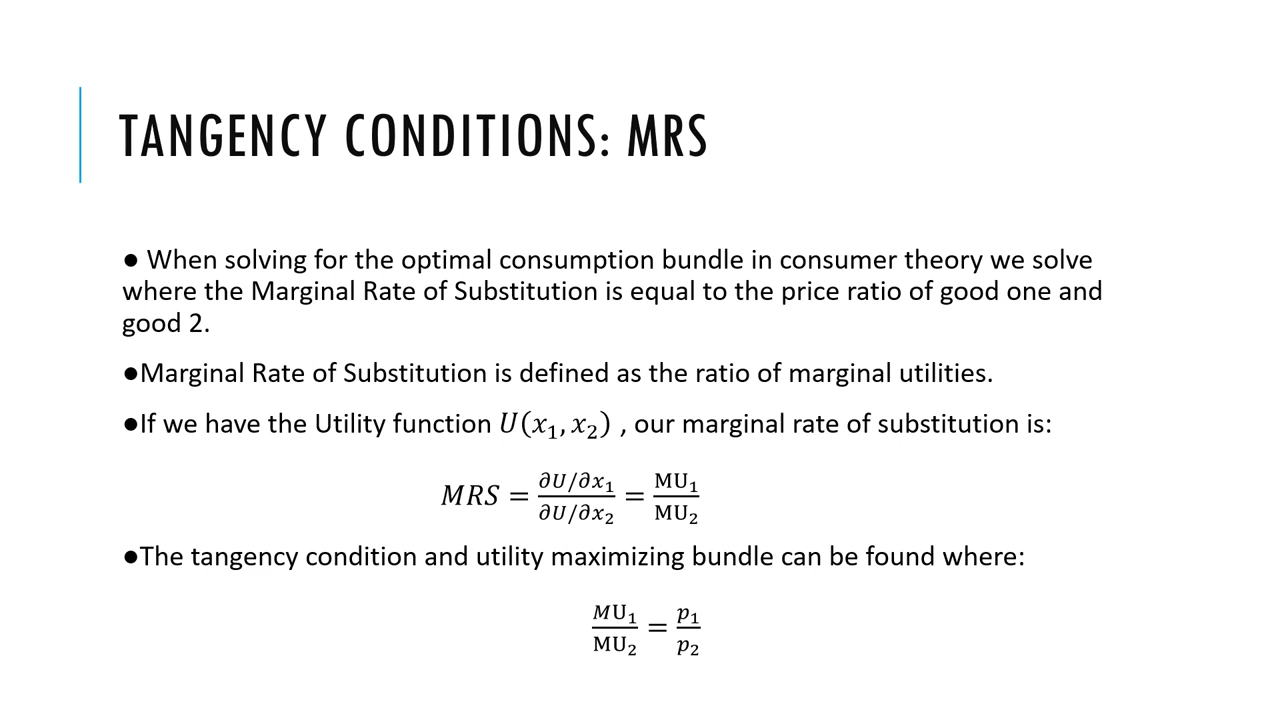 TANGENCY CONDITIONS: MRS
● When solving for the optimal consumption bundle in consumer theory we solve
where the Marginal Rate of Substitution is equal to the price ratio of good one and
good 2.
●Marginal Rate of Substitution is defined as the ratio of marginal utilities.
●If we have the Utility function U(x₁, x₂) , our marginal rate of substitution is:
MRS = (∂U/∂x₁)/(∂U/∂x₂) = MU₁/MU₂
●The tangency condition and utility maximizing bundle can be found where:
MU₁/MU₂ = p₁/p₂